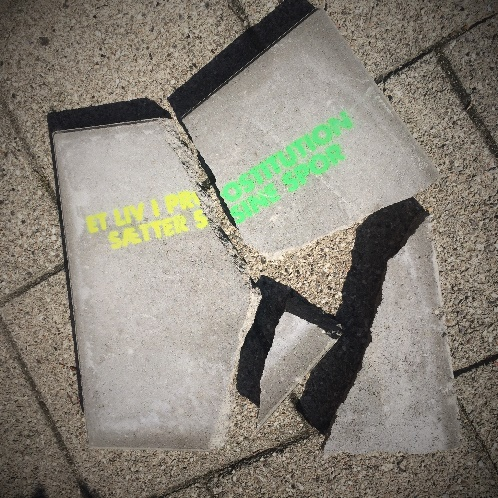 ET LIV I PROSTITUTION
SÆTTER SINE SPOR